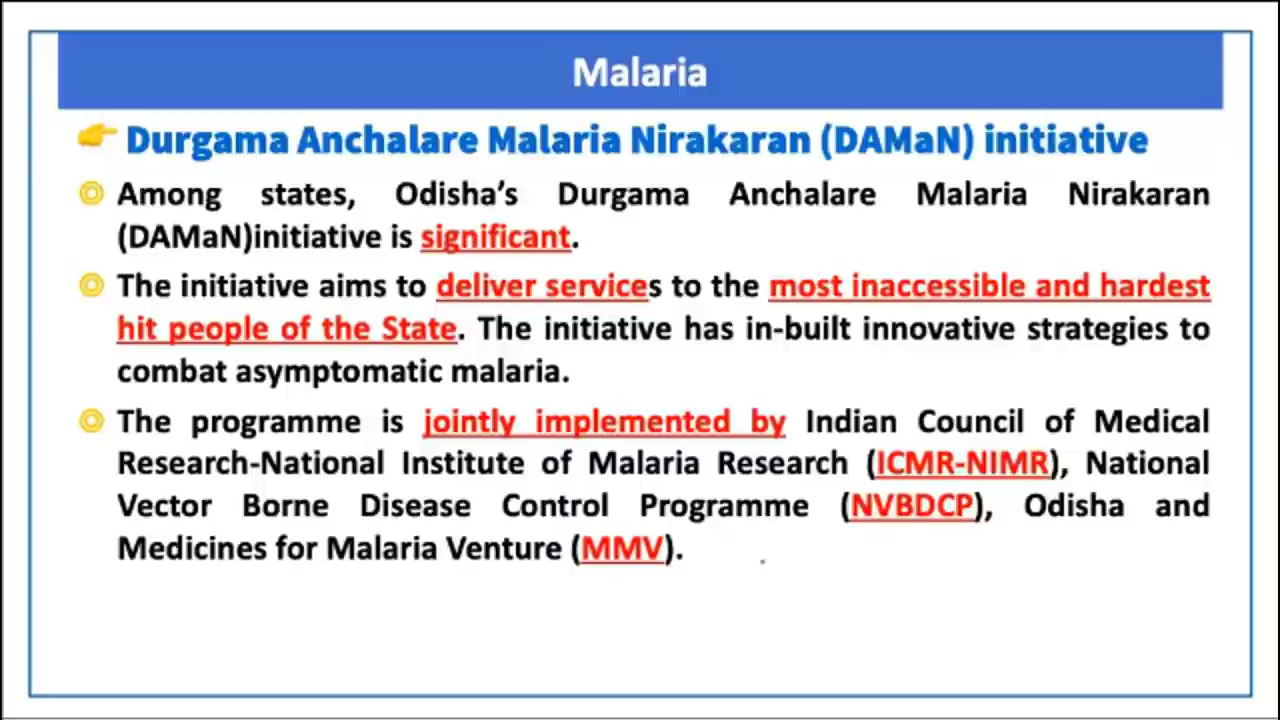 Malaria
Durgama Anchalare Malaria Nirakaran (DAMaN) initiative
Among states, Odisha’s Durgama Anchalare Malaria Nirakaran
(DAMaN)initiative is significant.
The initiative aims to deliver services to the most inaccessible and hardest
hit people of the State. The initiative has in-built innovative strategies to
combat asymptomatic malaria.
The programme is jointly implemented by Indian Council of Medical
Research-National Institute of Malaria Research (ICMR-NIMR), National
Vector Borne Disease Control Programme (NVBDCP), Odisha and
Medicines for Malaria Venture (MMV).